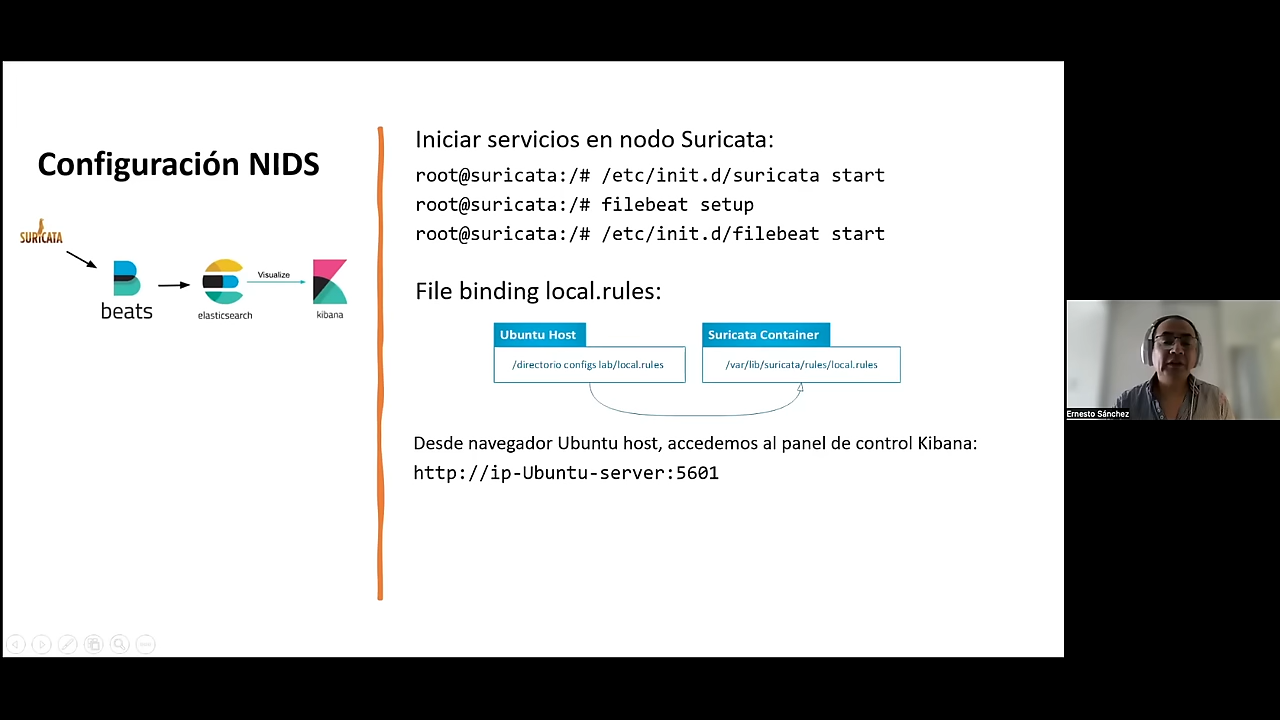 Configuración NIDS
SURICATA
beats
elasticsearch
Visualize
kibana
Iniciar servicios en nodo Suricata:
root@suricata:/# /etc/init.d/suricata start
root@suricata:/# filebeat setup
root@suricata:/# /etc/init.d/filebeat start
File binding local.rules:
Ubuntu Host
/directorio configs lab/local.rules
Suricata Container
/var/lib/suricata/rules/local.rules
Desde navegador Ubuntu host, accedemos al panel de control Kibana:
http://ip-Ubuntu-server:5601
Ernesto Sánchez